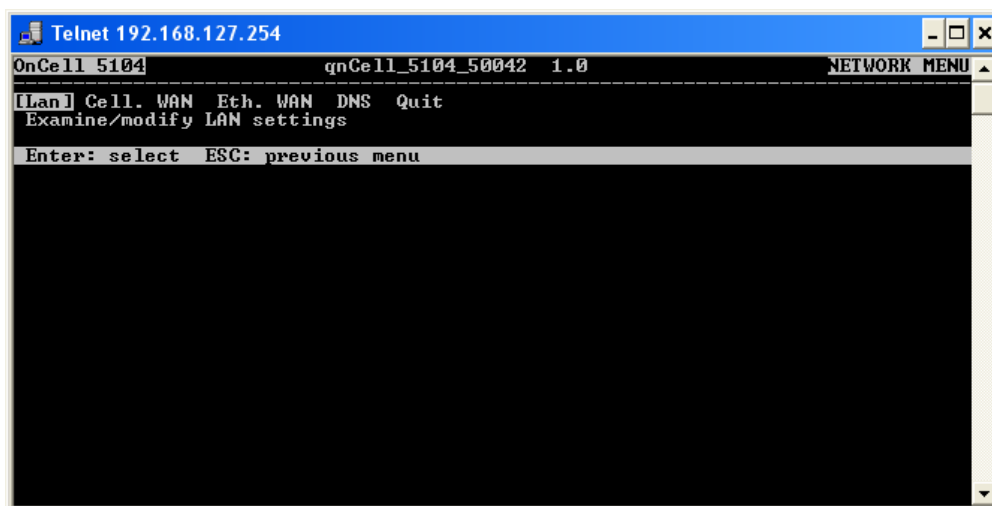 Telnet 192.168.127.254
OnCell 5104 qnCell_5104_50042 1.0 NETWORK MENU
[Lan] Cell. WAN Eth. WAN DNS Quit
Examine/modify LAN settings
Enter: select ESC: previous menu